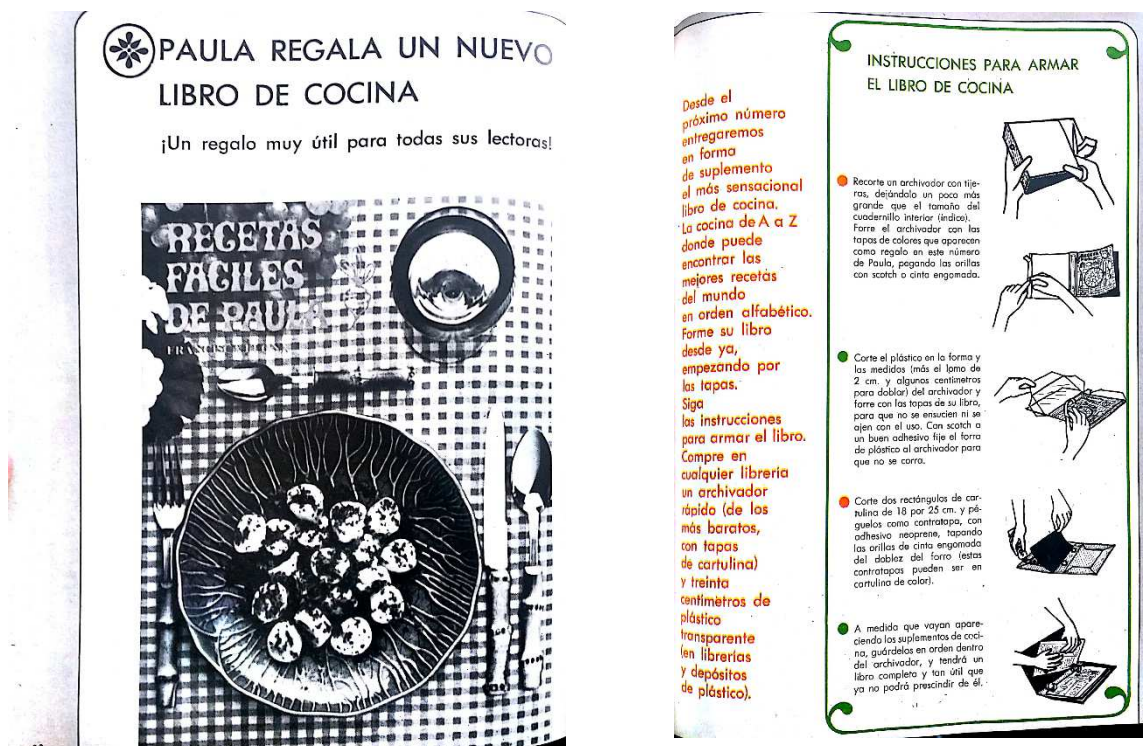 PAULA REGALA UN NUEVO
LIBRO DE COCINA
¡Un regalo muy útil para todas sus lectoras!
RECETAS
FACILES
DE PAULA
Desde el
próximo número
entregaremos
en forma
de suplemento
el más sensacional
libro de cocina.
La cocina de A a Z
donde puede
encontrar las
mejores recetas
del mundo
en orden alfabético.
Forme su libro
desde ya,
empezando por
las tapas.
Siga
las instrucciones
para armar el libro.
Compre en
cualquier librería
un archivador
rápido (de los
más baratos,
con tapas
de cartulina)
y treinta
centímetros de
plástico
transparente
(en librerías
y depósitos
de plástico).
INSTRUCCIONES PARA ARMAR
EL LIBRO DE COCINA
Recorte un archivador con tije-
ras, dejándolo un poco más
grande que el tamaño del
cuadernillo interior (índice).
Forre el archivador con las
tapas de colores que aparecen
como regalo en este número
de Paula, pegando las orillas
con scotch o cinta engomada.
Corte el plástico en la forma y
las medidos (más el lomo de
2 cm. y algunos centímetros
para doblar) del archivador y
forre con las tapas de su libro,
para que no se ensucien ni se
ajen con el uso. Con scotch a
un buen adhesivo fije el forro
de plástico al archivador para
que no se corra.
Corte dos rectángulos de car-
tulina de 18 por 25 cm. y pé-
guelos como contratapa, con
adhesivo neoprene, tapando
las orillas de cinta engomada
del doblez del forro (estas
contratapas pueden ser en
cartulina de color).
A medida que vayan apare-
ciendo los suplementos de coci-
na, guárdelos en orden dentro
del archivador, y tendrá un
libro completo y tan útil que
ya no podrá prescindir de él.